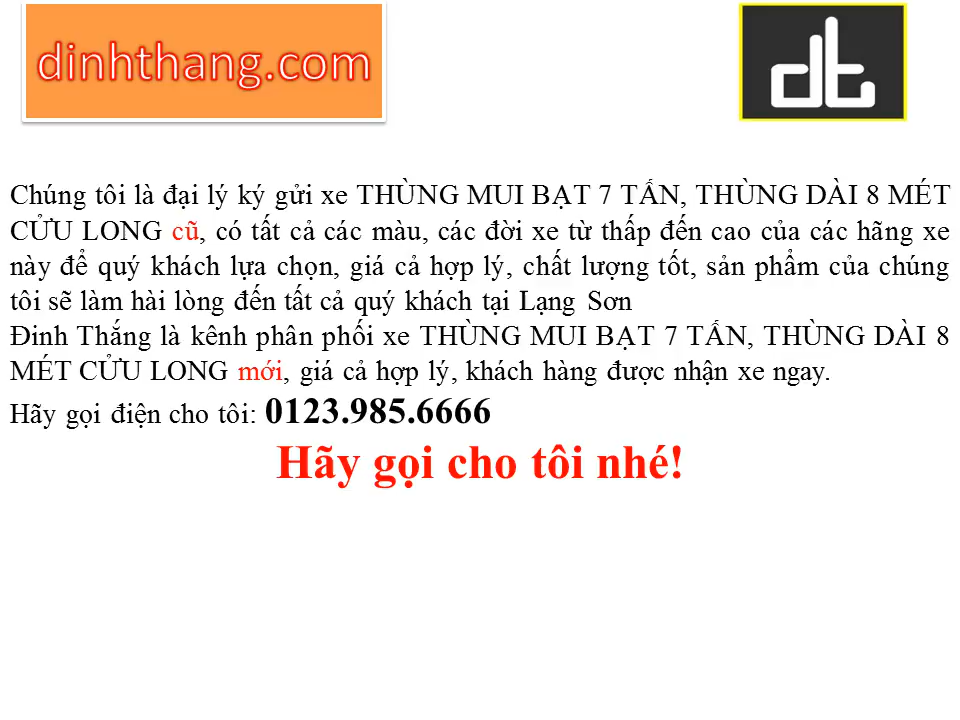 dinhthang.com
dt
Chúng tôi là đại lý ký gửi xe THÙNG MUI BẠT 7 TẤN, THÙNG DÀI 8 MÉT
CỬU LONG cũ, có tất cả các màu, các đời xe từ thấp đến cao của các hãng xe
này để quý khách lựa chọn, giá cả hợp lý, chất lượng tốt, sản phẩm của chúng
tôi sẽ làm hài lòng đến tất cả quý khách tại Lạng Sơn
Đinh Thắng là kênh phân phối xe THÙNG MUI BẠT 7 TẤN, THÙNG DÀI 8
MÉT CỬU LONG mới, giá cả hợp lý, khách hàng được nhận xe ngay.
Hãy gọi điện cho tôi: 0123.985.6666
Hãy gọi cho tôi nhé!